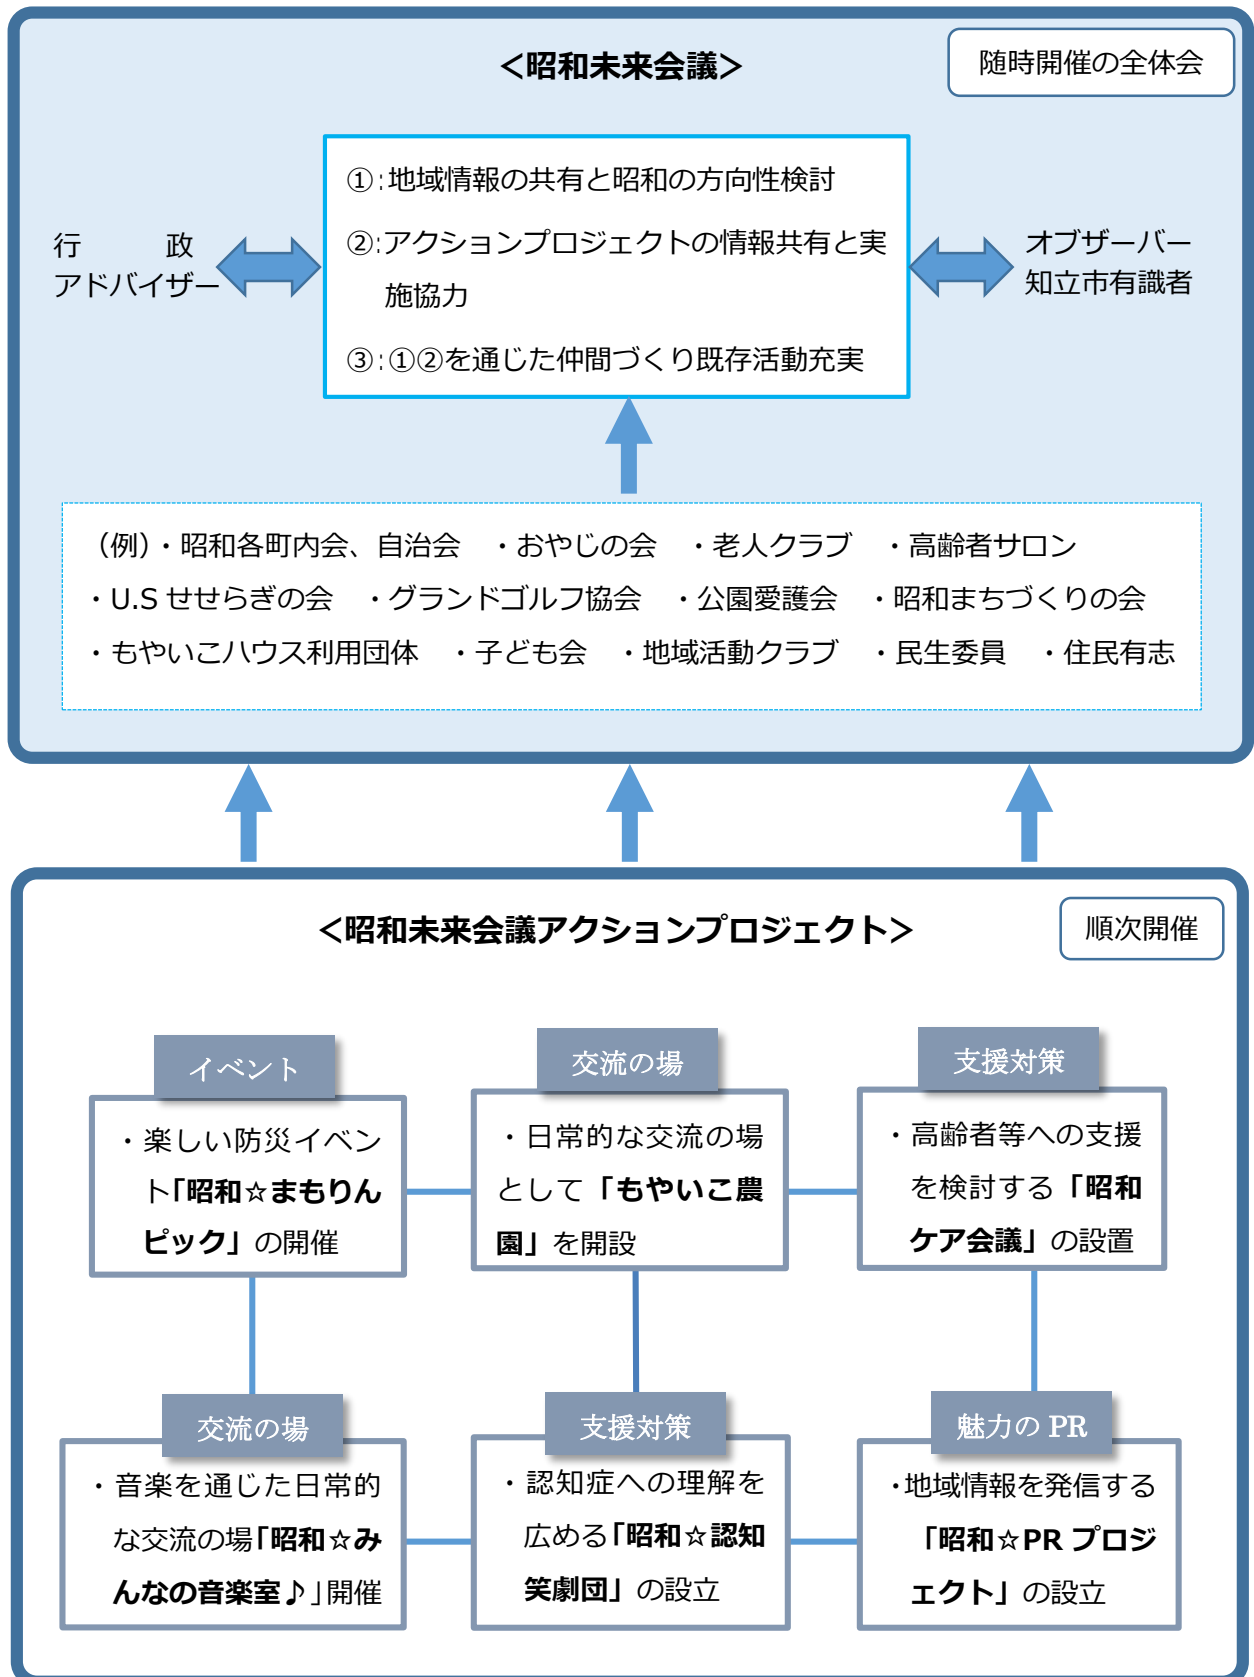 ＜昭和未来会議＞
随時開催の全体会
①：地域情報の共有と昭和の方向性検討
②：アクションプロジェクトの情報共有と実
施協力
③：①②を通じた仲間づくり既存活動充実
行　　政
アドバイザー
オブザーバー
知立市有識者
（例）・昭和各町内会、自治会　・おやじの会　・老人クラブ　・高齢者サロン
・U.S せせらぎの会　・グランドゴルフ協会　・公園愛護会　・昭和まちづくりの会
・もやいこハウス利用団体　・子ども会　・地域活動クラブ　・民生委員　・住民有志
＜昭和未来会議アクションプロジェクト＞
順次開催
イベント
・楽しい防災イベン
ト「昭和☆まもりん
ピック」の開催
交流の場
・日常的な交流の場
として「もやいこ農
園」を開設
支援対策
・高齢者等への支援
を検討する「昭和
ケア会議」の設置
交流の場
・音楽を通じた日常的
な交流の場「昭和☆み
んなの音楽室♪」開催
支援対策
・認知症への理解を
広める「昭和☆認知
笑劇団」の設立
魅力の PR
・地域情報を発信する
「昭和☆PR プロジ
ェクト」の設立